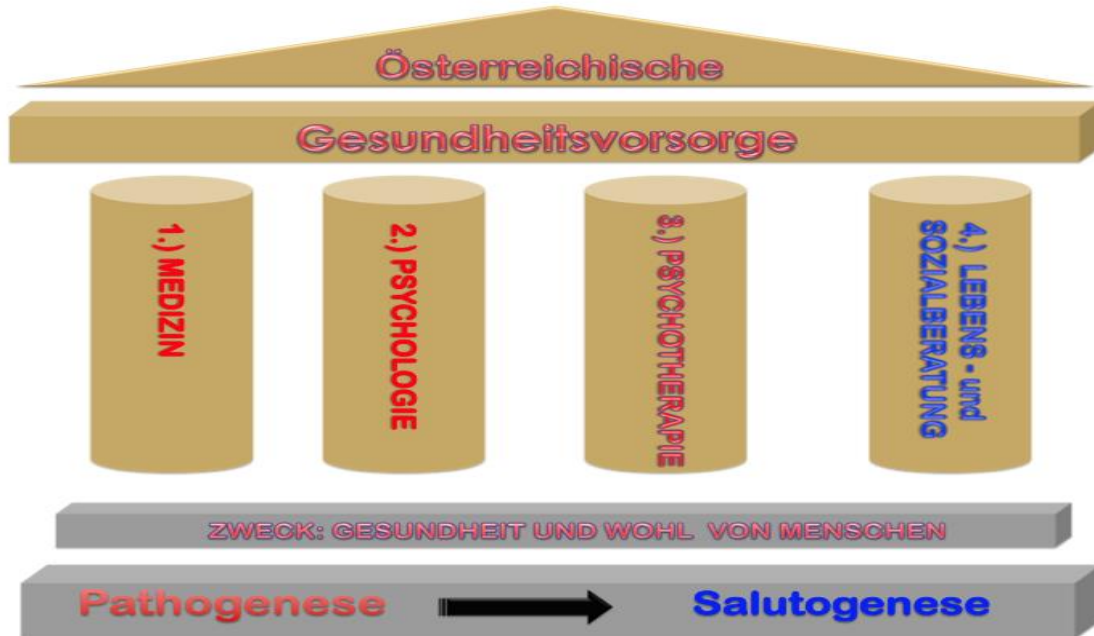 Österreichische
Gesundheitsvorsorge
1.) MEDIZIN
2.) PSYCHOLOGIE
3.) PSYCHOTHERAPIE
4.) LEBENS - und
SOZIALBERATUNG
ZWECK: GESUNDHEIT UND WOHL VON MENSCHEN
Pathogenese
Salutogenese